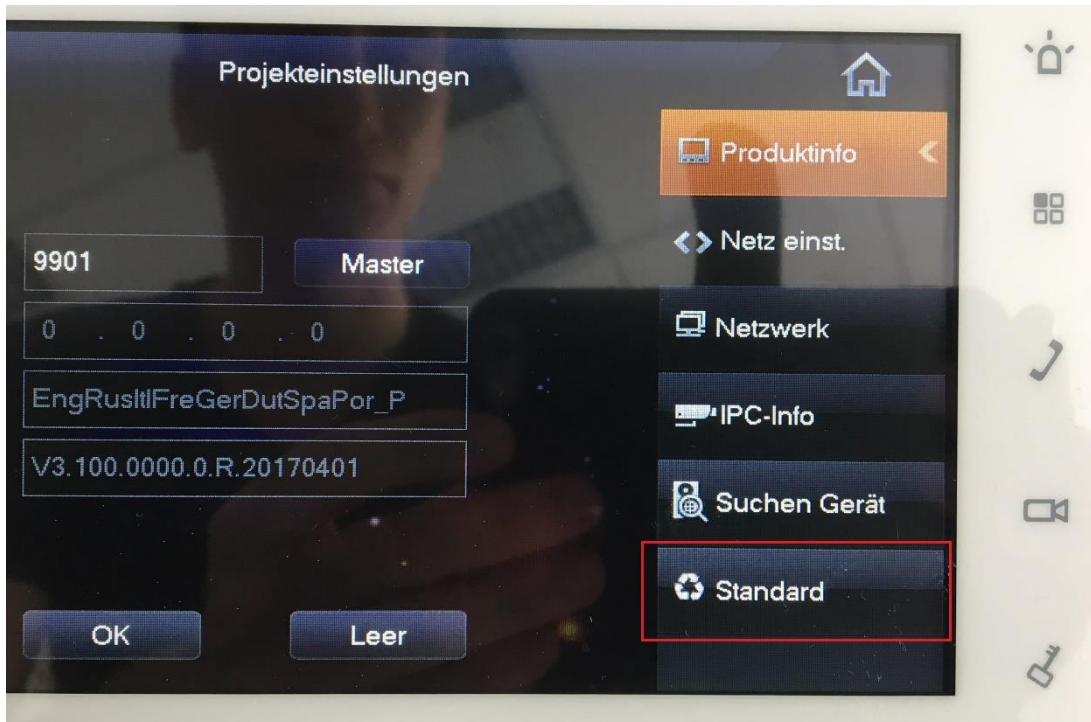 Projekteinstellungen
Produktinfo
9901
Master
Netz einst.
0 . 0 . 0 . 0
Netzwerk
EngRusItlFreGerDutSpaPor_P
IPC-Info
V3.100.0000.0.R.20170401
Suchen Gerät
Standard
OK
Leer